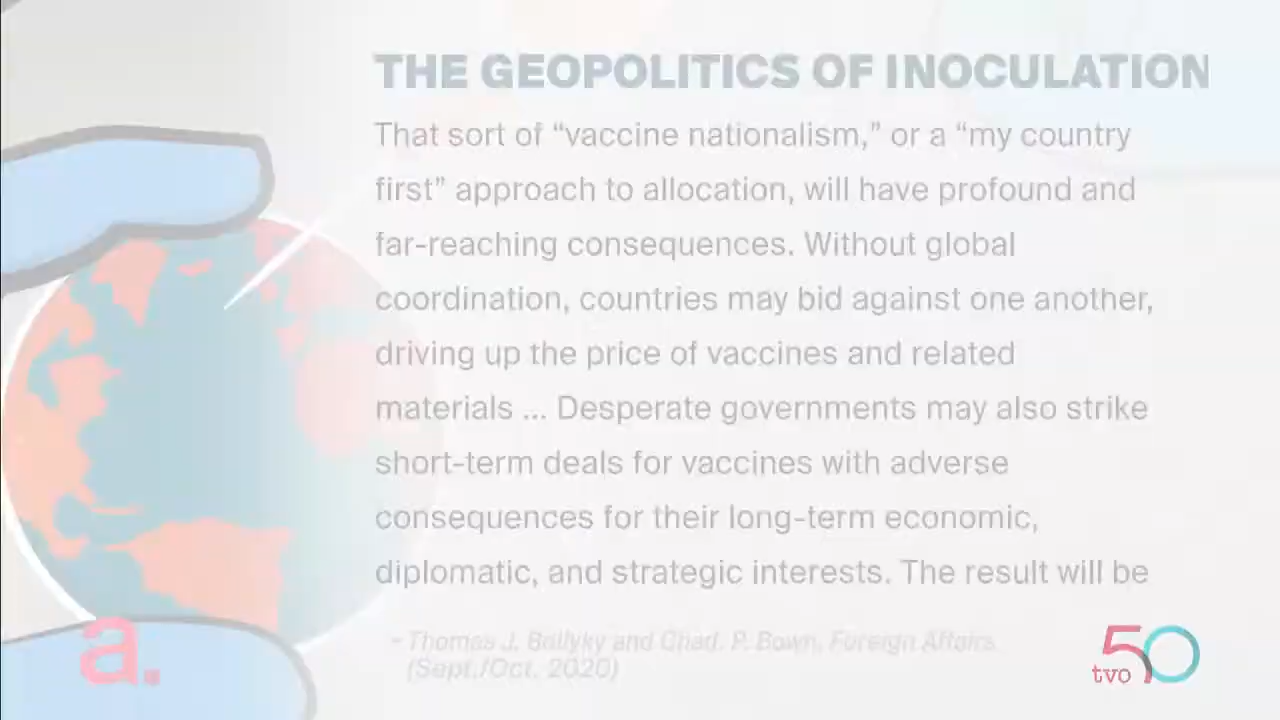 THE GEOPOLITICS OF INOCULATION
That sort of “vaccine nationalism,” or a “my country
first” approach to allocation, will have profound and
far-reaching consequences. Without global
coordination, countries may bid against one another,
driving up the price of vaccines and related
materials ... Desperate governments may also strike
short-term deals for vaccines with adverse
consequences for their long-term economic,
diplomatic, and strategic interests. The result will be
– Thomas J. Bollyky and Chad. P. Bown, Foreign Affairs
(Sept./Oct. 2020)
a.
tvo 50